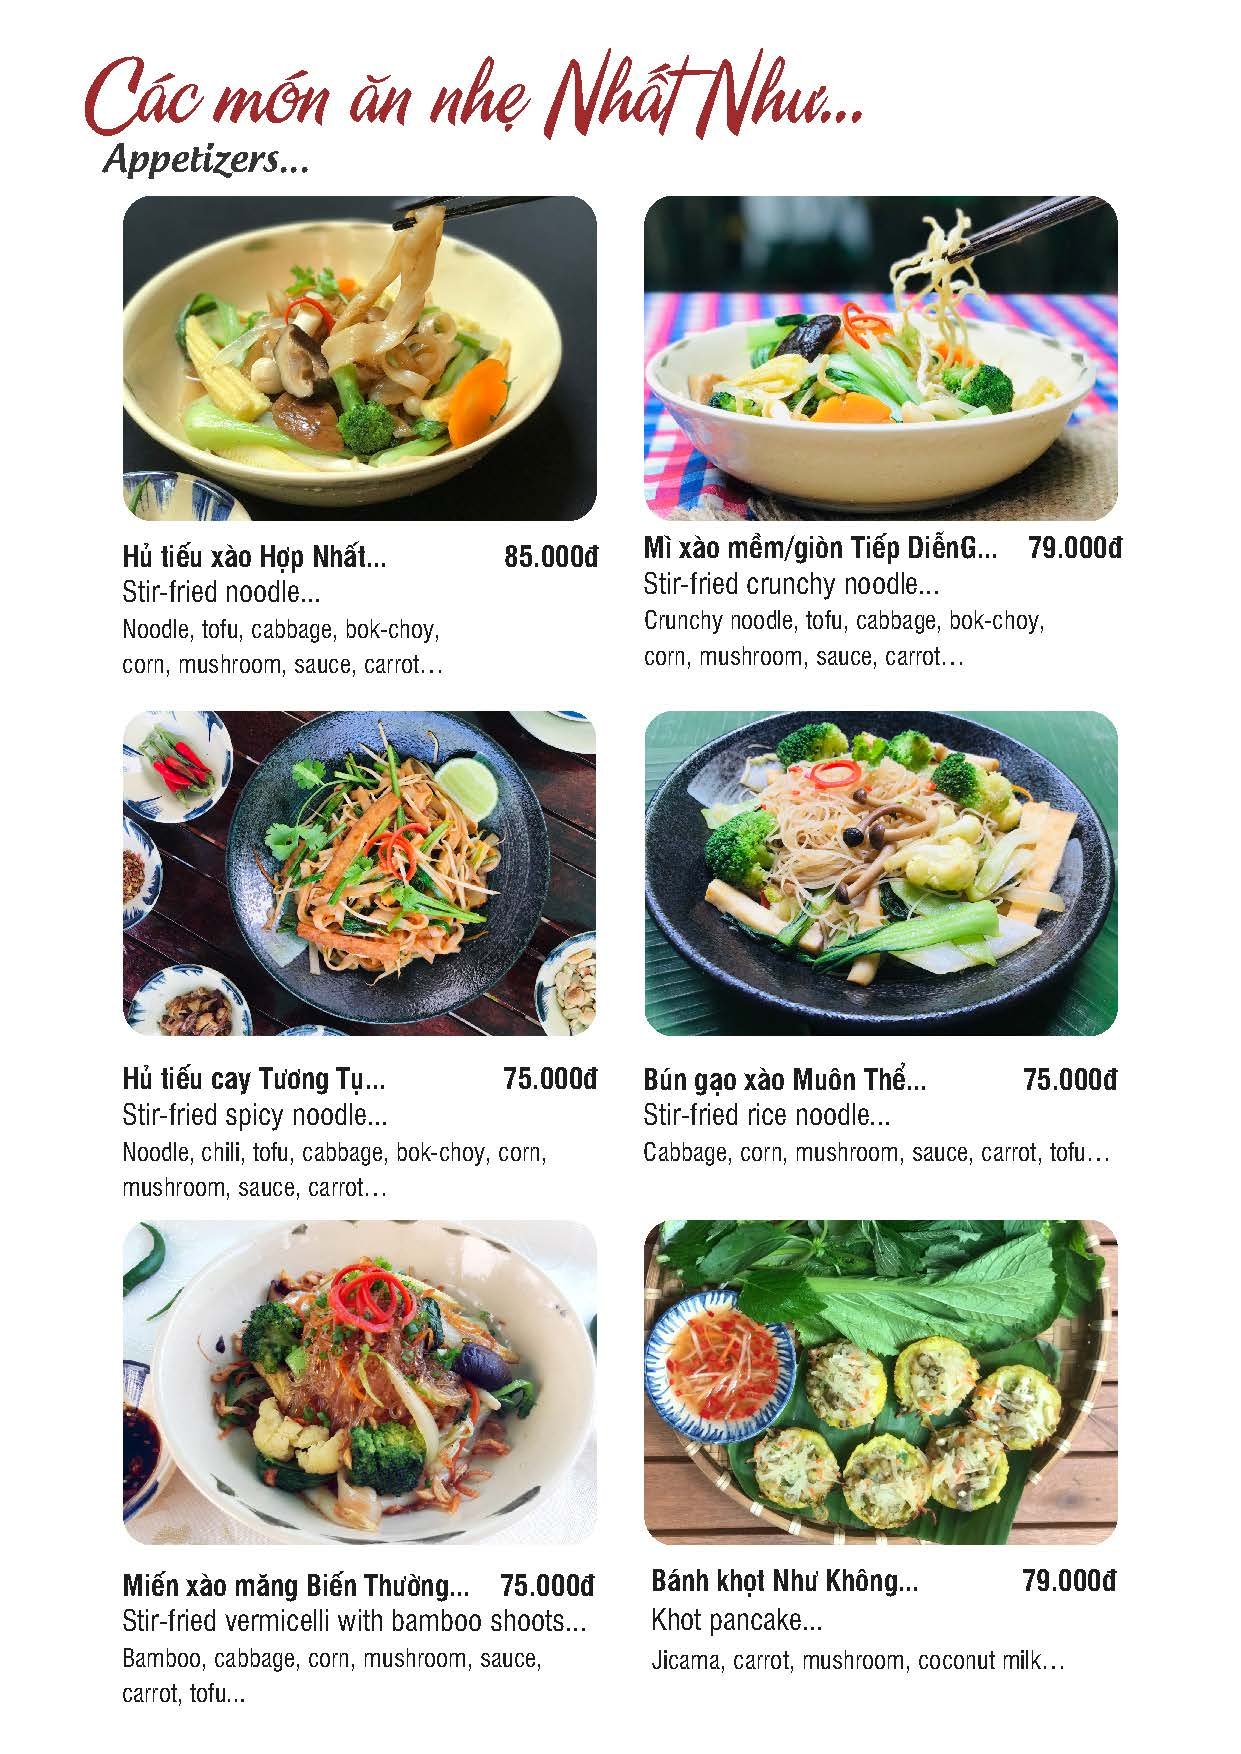 Các món ăn nhẹ Nhất Như...
Appetizers...
Hủ tiếu xào Hợp Nhất... 85.000đ
Stir-fried noodle...
Noodle, tofu, cabbage, bok-choy,
corn, mushroom, sauce, carrot…
Mì xào mềm/giòn Tiếp DiễnG... 79.000đ
Stir-fried crunchy noodle...
Crunchy noodle, tofu, cabbage, bok-choy,
corn, mushroom, sauce, carrot…
Hủ tiếu cay Tương Tụ... 75.000đ
Stir-fried spicy noodle...
Noodle, chili, tofu, cabbage, bok-choy, corn,
mushroom, sauce, carrot…
Bún gạo xào Muôn Thể... 75.000đ
Stir-fried rice noodle...
Cabbage, corn, mushroom, sauce, carrot, tofu…
Miến xào măng Biến Thường... 75.000đ
Stir-fried vermicelli with bamboo shoots...
Bamboo, cabbage, corn, mushroom, sauce,
carrot, tofu...
Bánh khọt Như Không... 79.000đ
Khot pancake...
Jicama, carrot, mushroom, coconut milk…